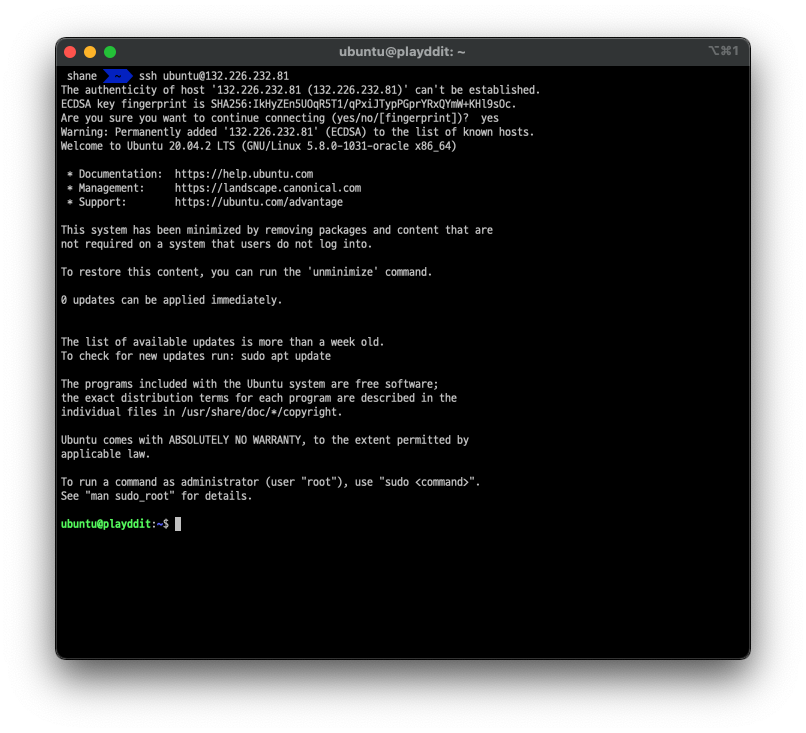 ubuntu@playddit: ~
⌥⌘1
shane ~ ssh ubuntu@132.226.232.81
The authenticity of host '132.226.232.81 (132.226.232.81)' can't be established.
ECDSA key fingerprint is SHA256:IkHyZEn5UOqR5T1/qPxiJTypPGprYRxQYmW+KHl9sOc.
Are you sure you want to continue connecting (yes/no/[fingerprint])?  yes
Warning: Permanently added '132.226.232.81' (ECDSA) to the list of known hosts.
Welcome to Ubuntu 20.04.2 LTS (GNU/Linux 5.8.0-1031-oracle x86_64)
* Documentation:  https://help.ubuntu.com
* Management:     https://landscape.canonical.com
* Support:        https://ubuntu.com/advantage
This system has been minimized by removing packages and content that are
not required on a system that users do not log into.
To restore this content, you can run the 'unminimize' command.
0 updates can be applied immediately.
The list of available updates is more than a week old.
To check for new updates run: sudo apt update
The programs included with the Ubuntu system are free software;
the exact distribution terms for each program are described in the
individual files in /usr/share/doc/*/copyright.
Ubuntu comes with ABSOLUTELY NO WARRANTY, to the extent permitted by
applicable law.
To run a command as administrator (user "root"), use "sudo <command>".
See "man sudo_root" for details.
ubuntu@playddit:~$